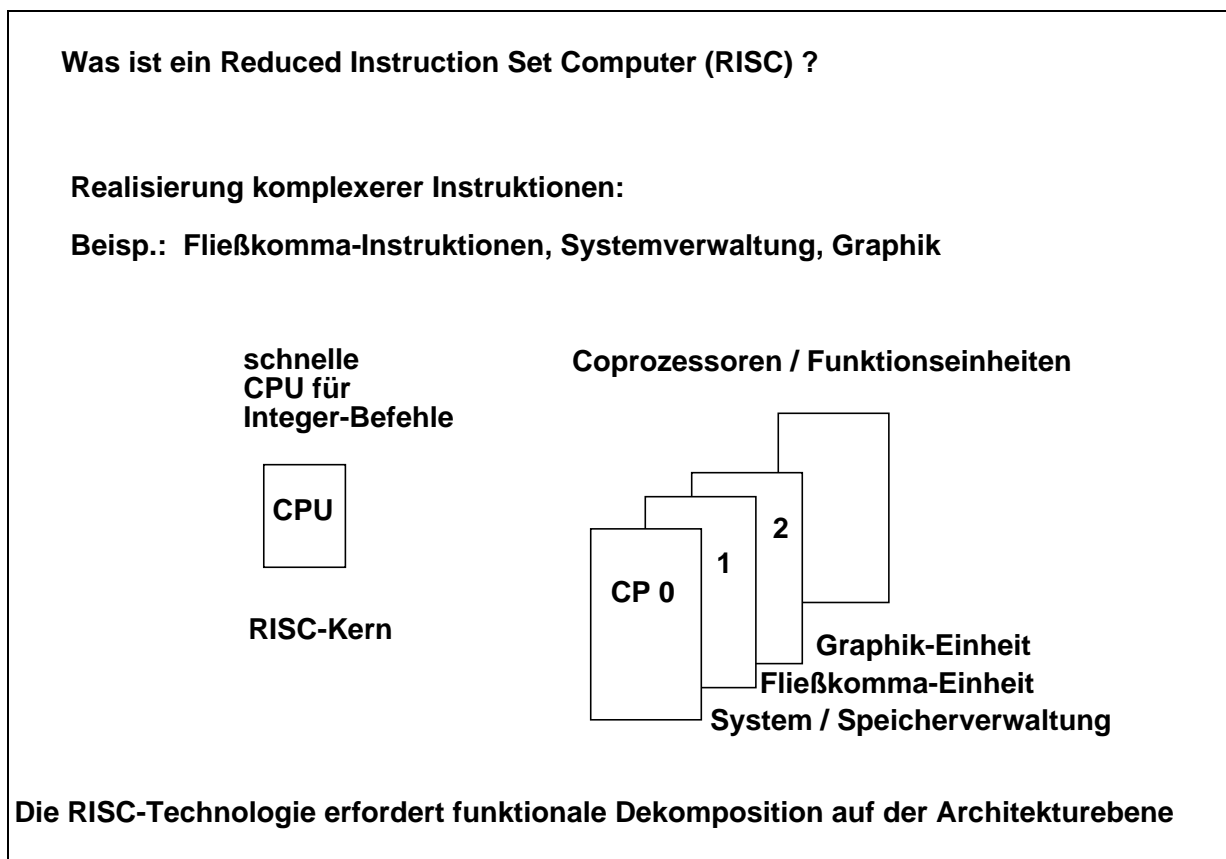 Was ist ein Reduced Instruction Set Computer (RISC) ?
Realisierung komplexerer Instruktionen:
Beisp.: Fließkomma-Instruktionen, Systemverwaltung, Graphik
schnelle
CPU für
Integer-Befehle
CPU
RISC-Kern
Coprozessoren / Funktionseinheiten
CP 0
1
2
Graphik-Einheit
Fließkomma-Einheit
System / Speicherverwaltung
Die RISC-Technologie erfordert funktionale Dekomposition auf der Architekturebene